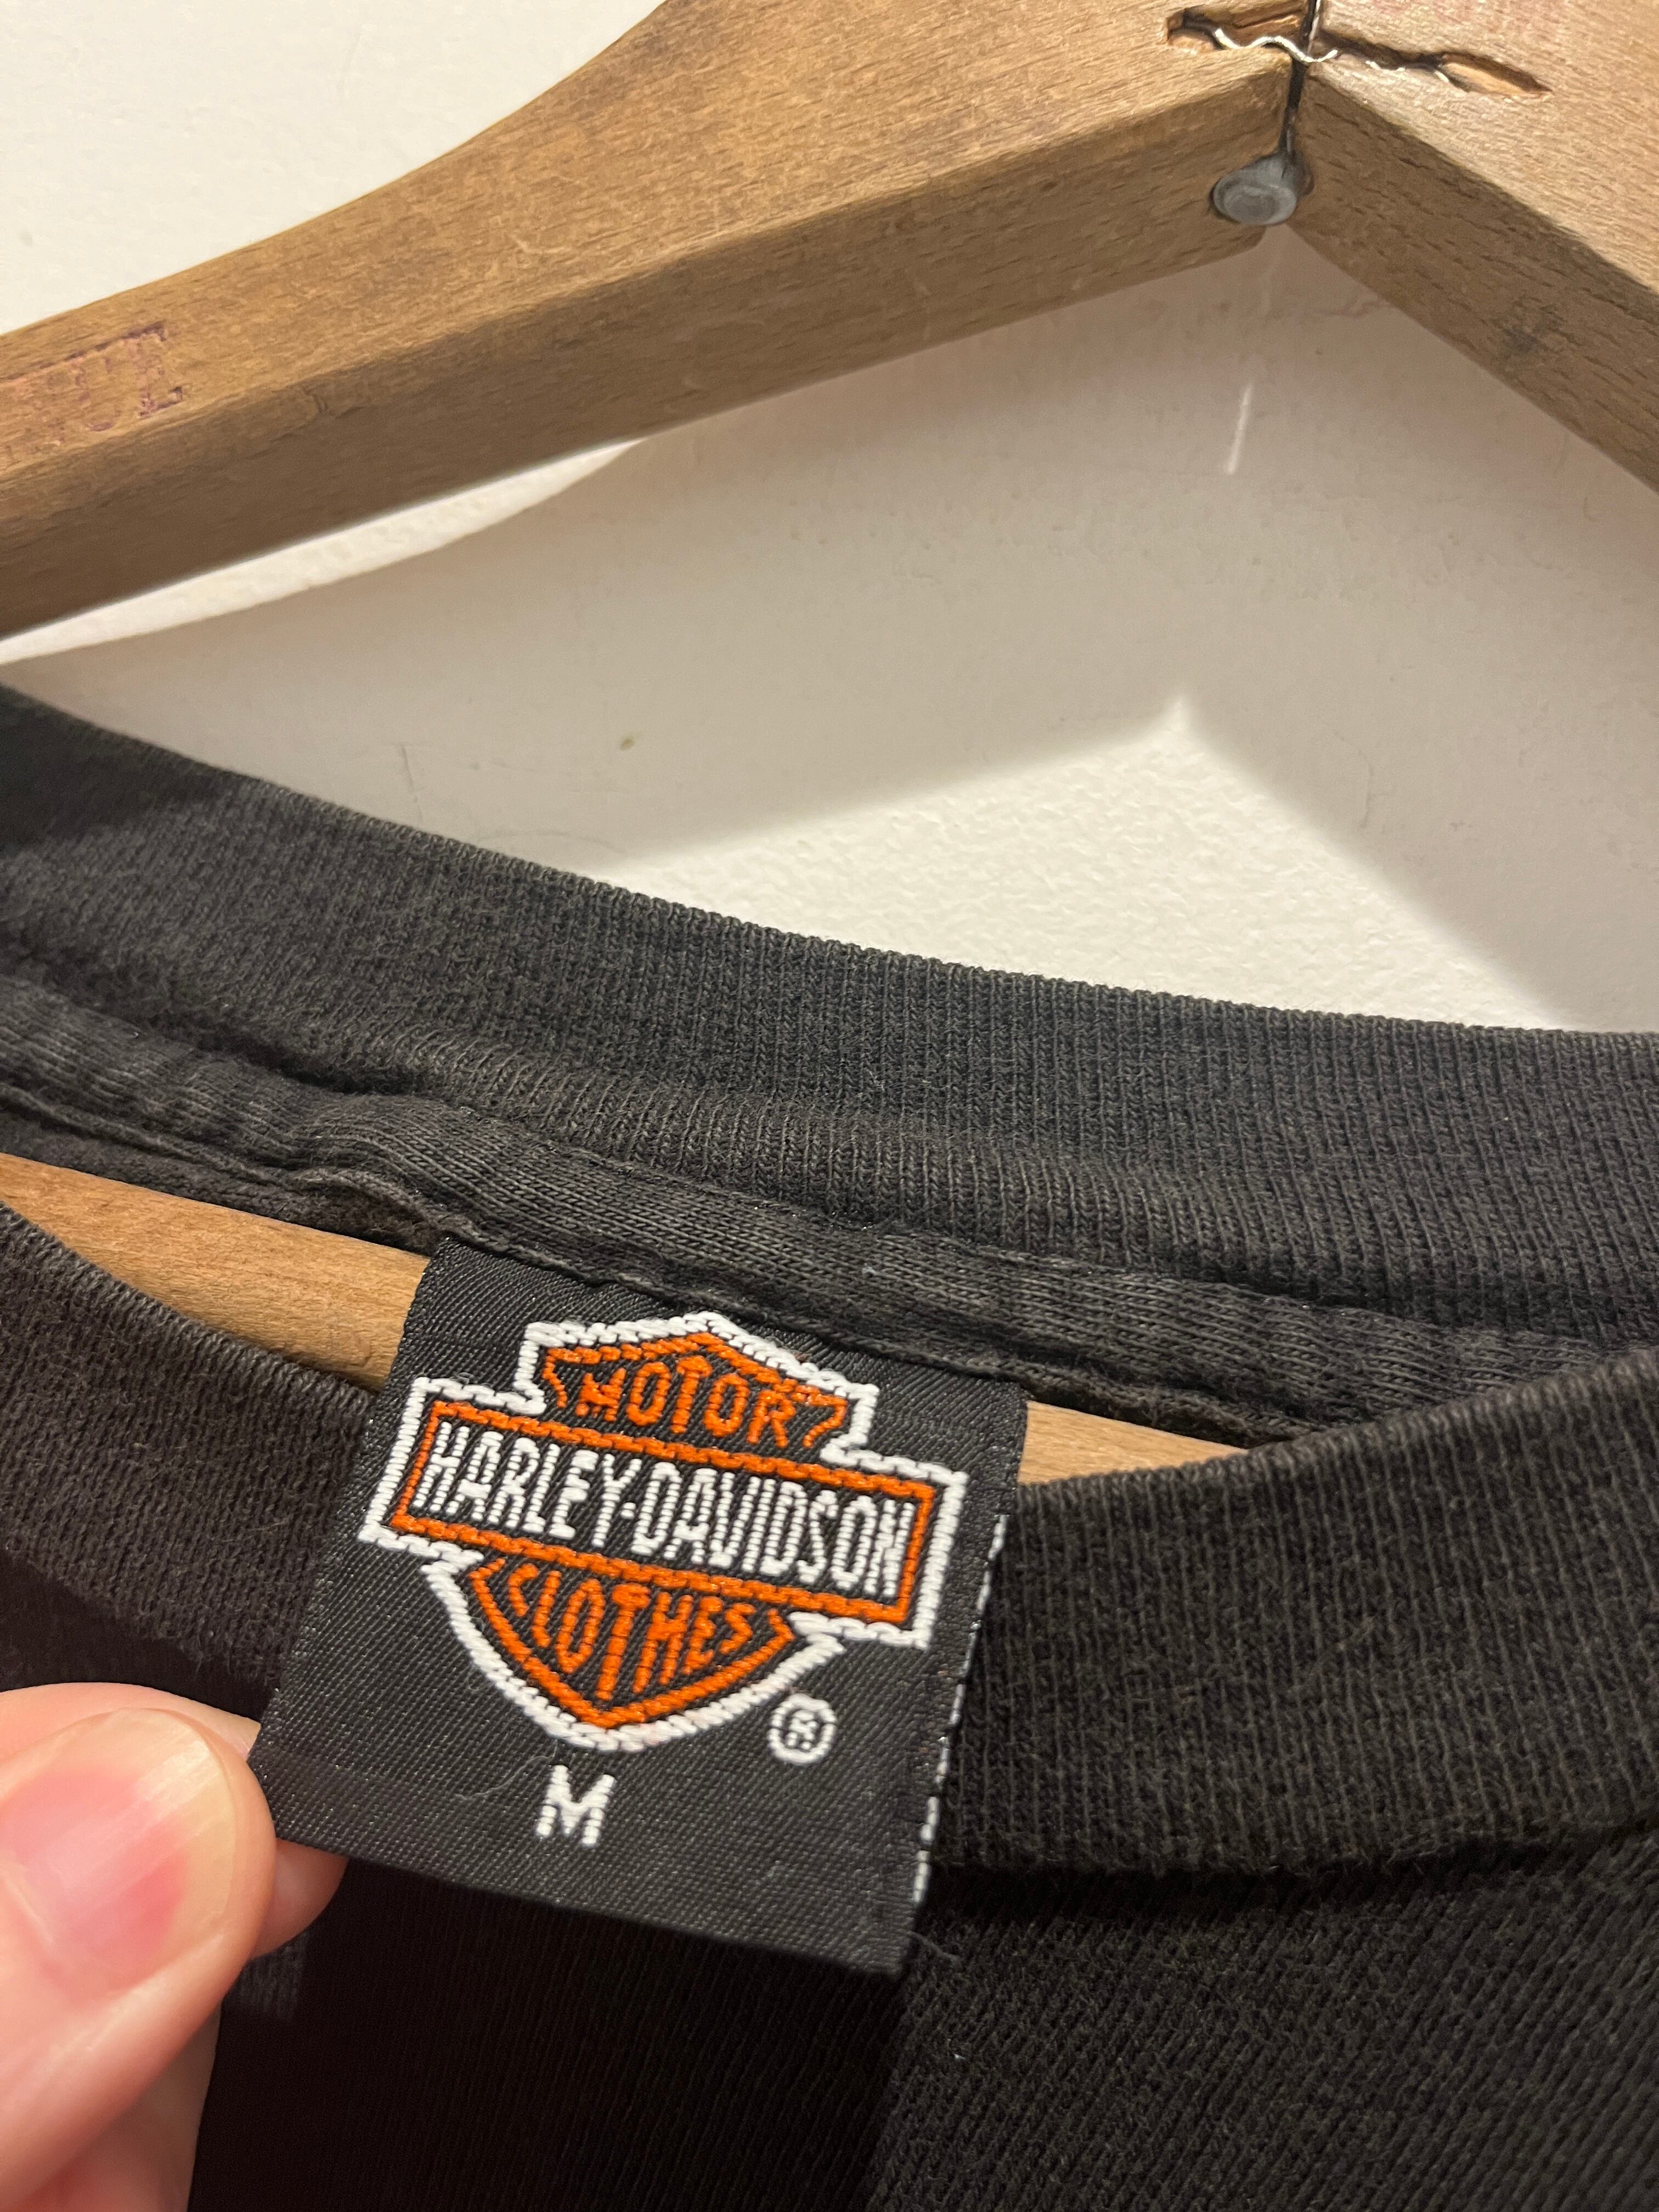 MOTOR
HARLEY-DAVIDSON
CLOTHES
®
M